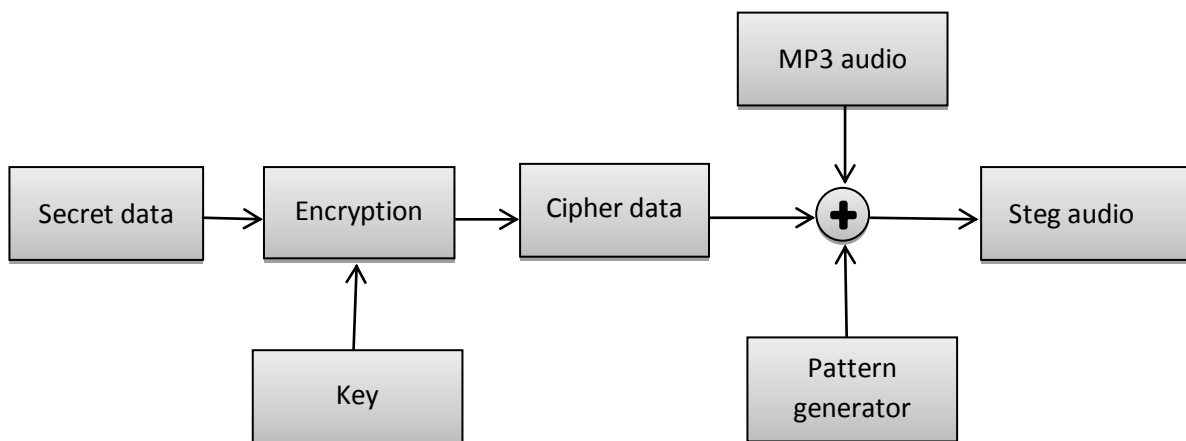 MP3 audio
Secret data
Encryption
Cipher data
Steg audio
Key
Pattern
generator